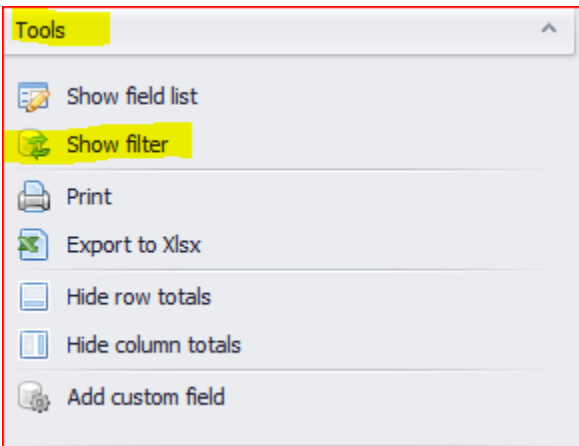 Tools
Show field list
Show filter
Print
Export to Xlsx
Hide row totals
Hide column totals
Add custom field